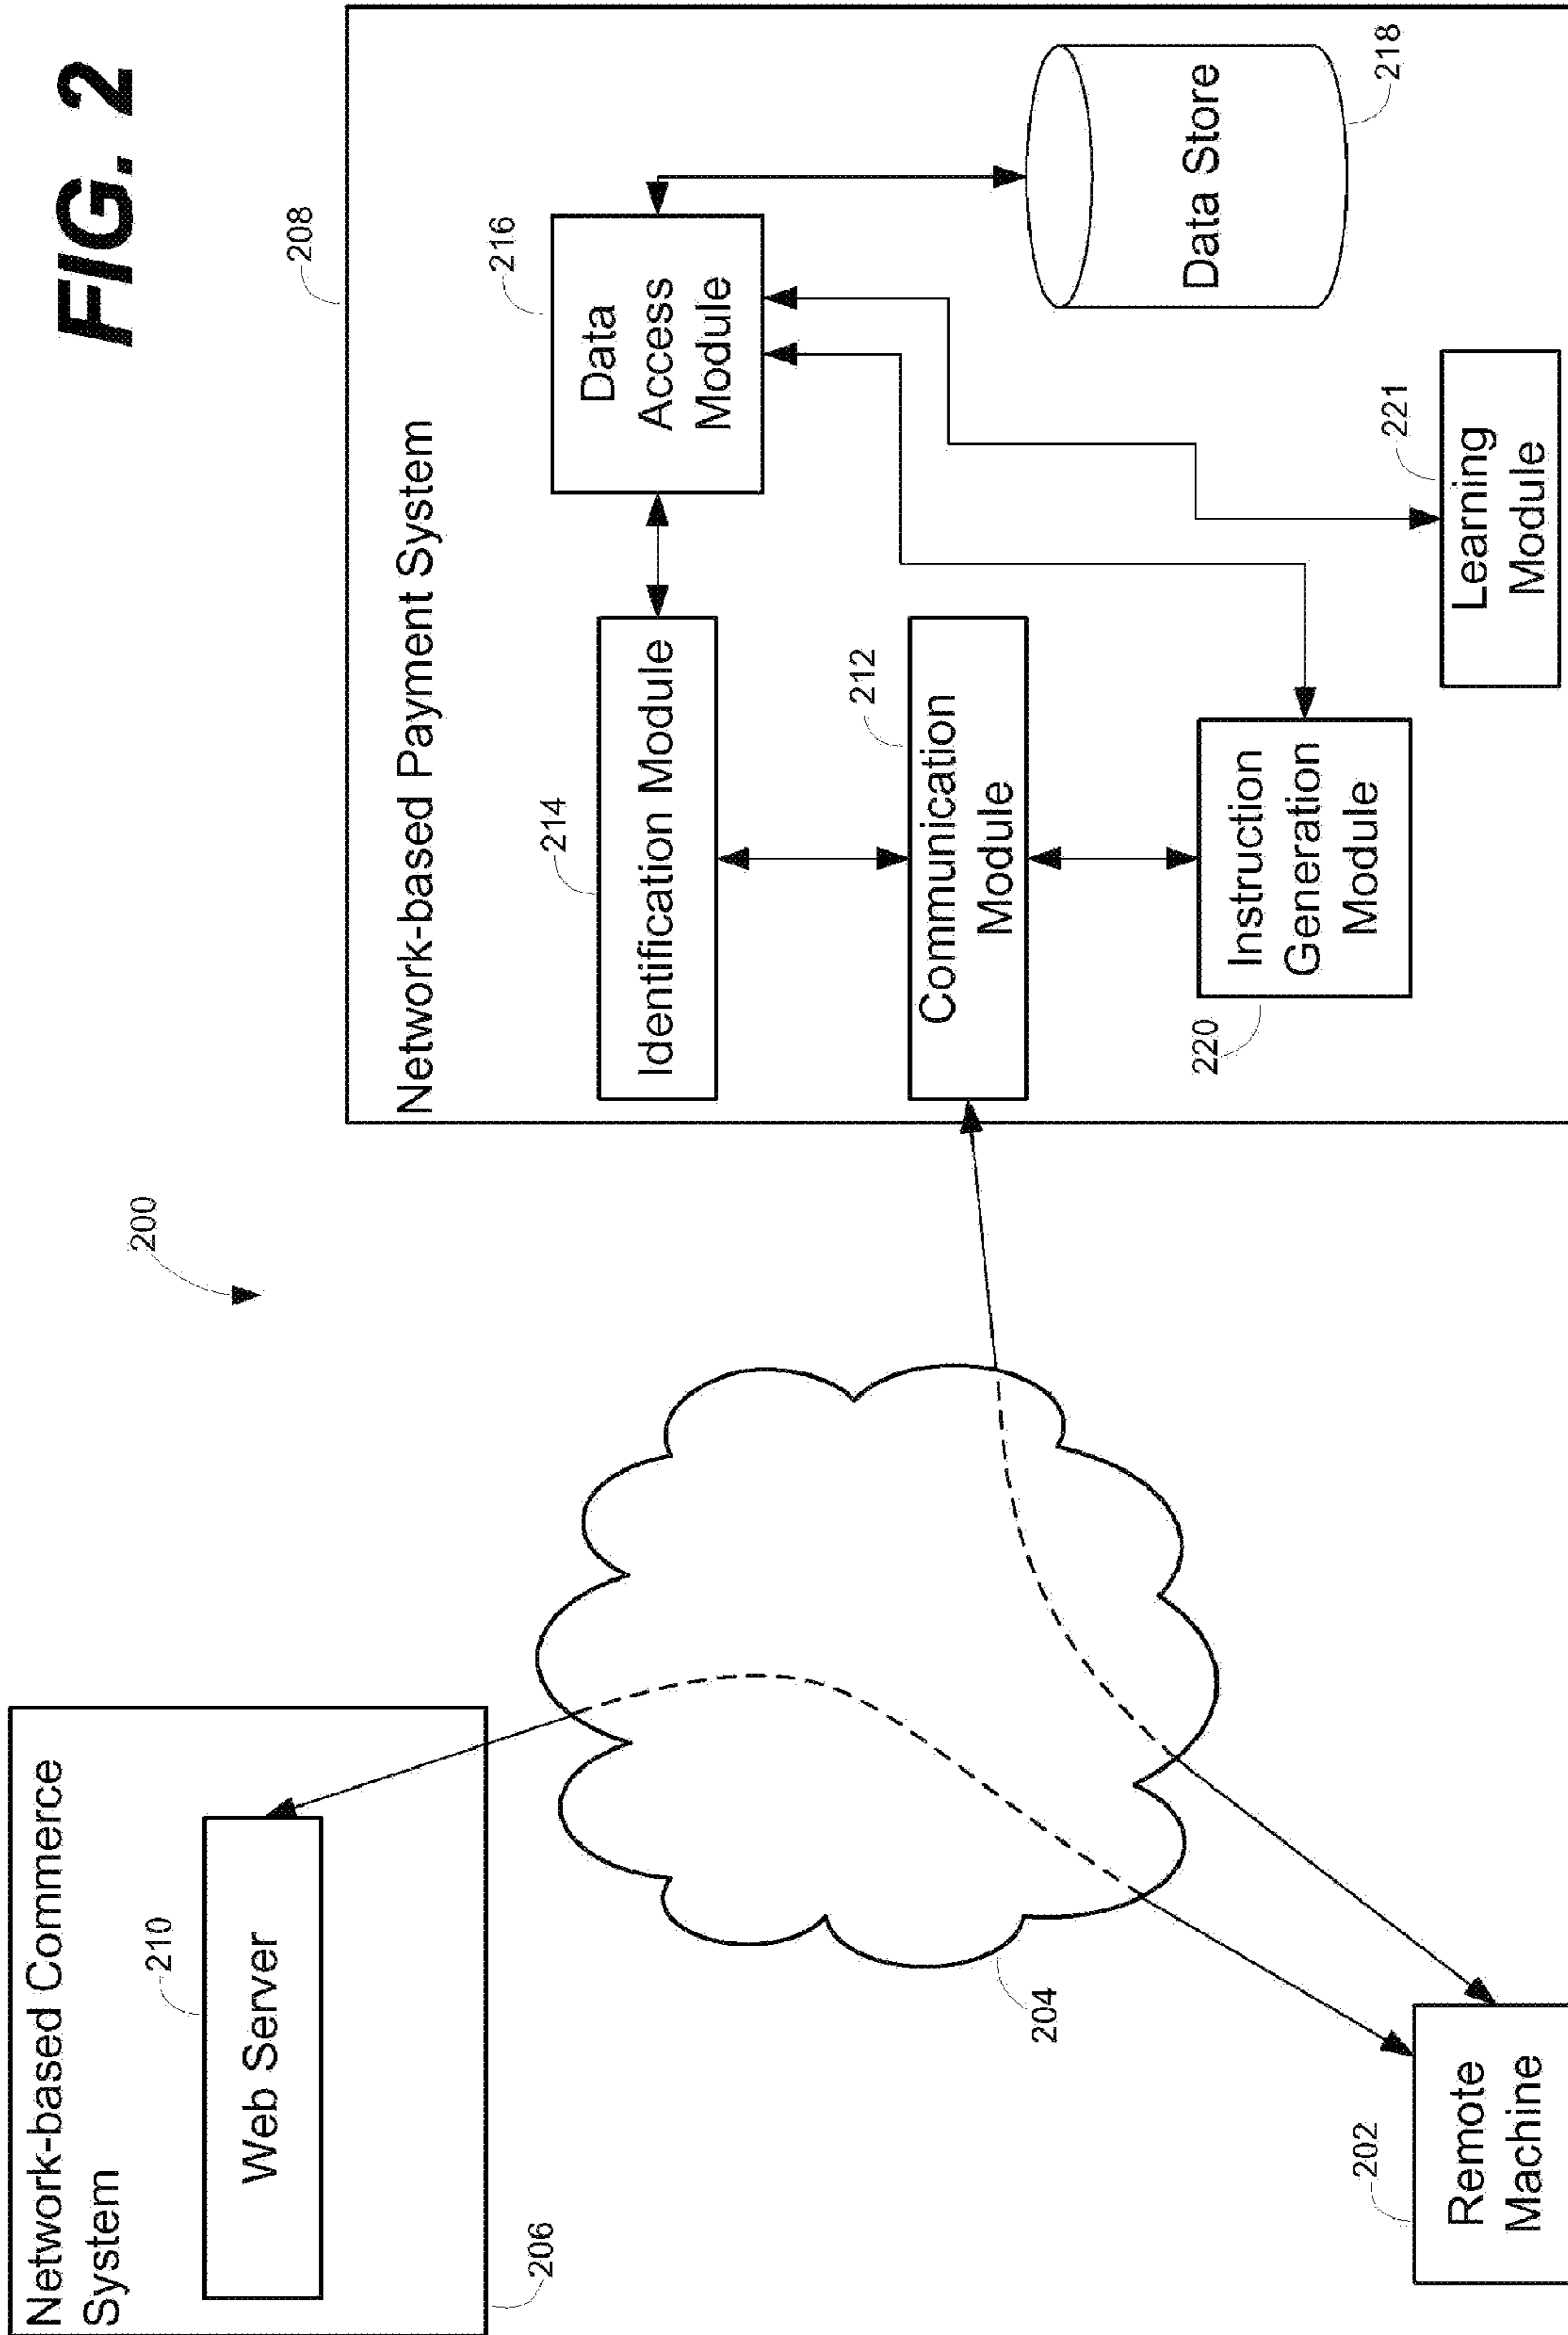 FIG. 2
200
Network-based Commerce
System
210
Web Server
206
204
202
Remote
Machine
208
Network-based Payment System
214
Identification Module
216
Data
Access
Module
212
Communication
Module
218
Data Store
220
Instruction
Generation
Module
221
Learning
Module